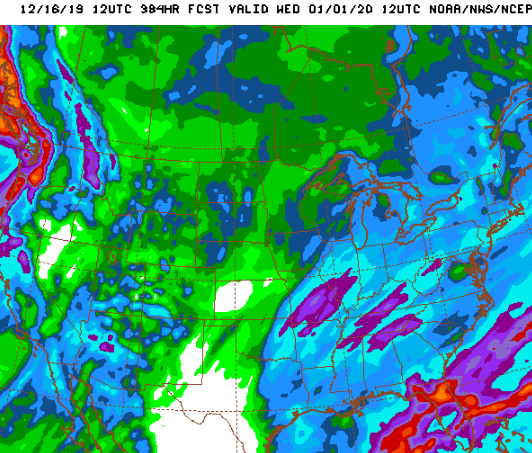 12/16/19 12UTC 384HR FCST VALID WED 01/01/20 12UTC NOAA/NWS/NCEP